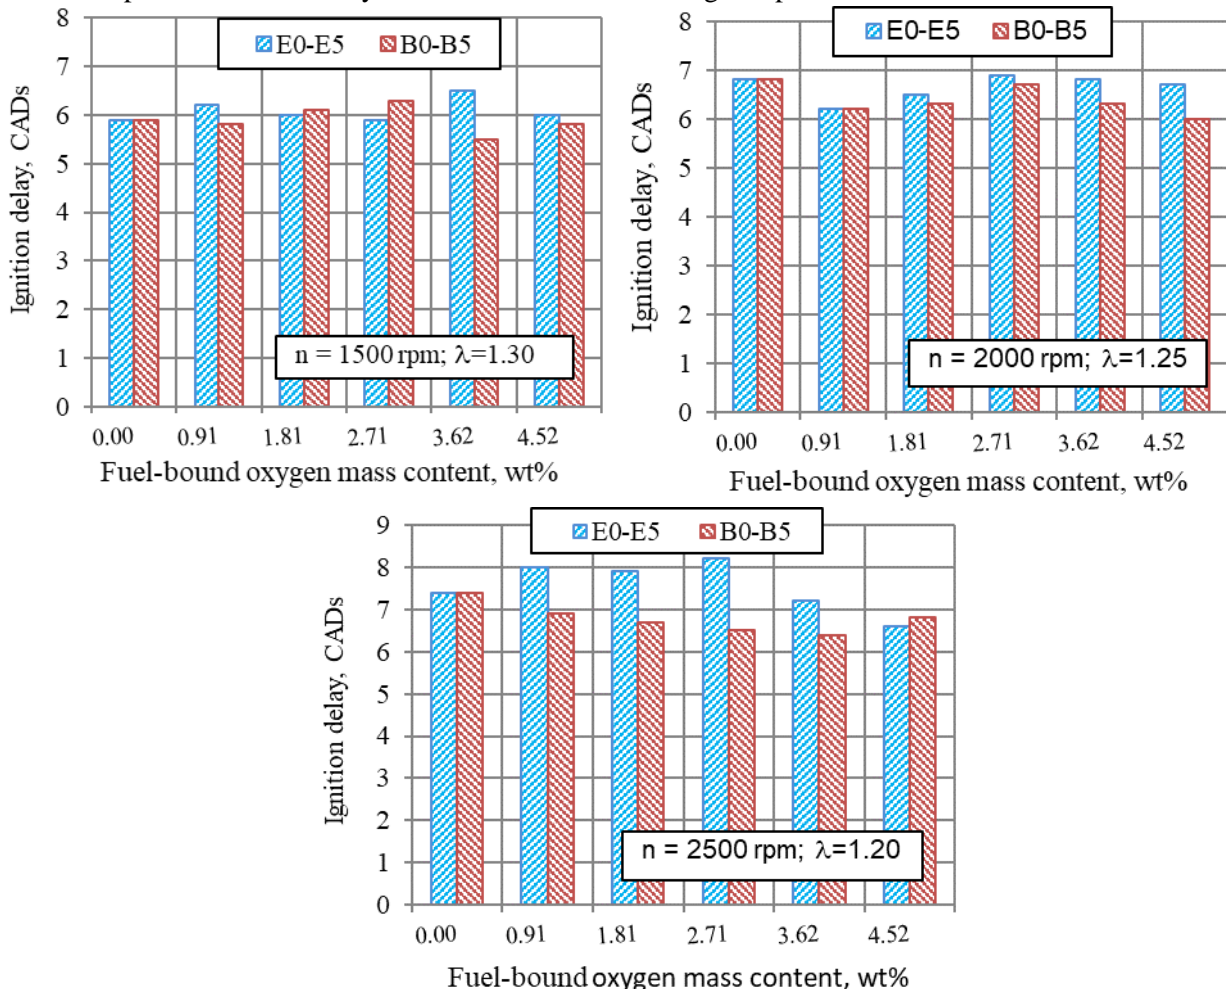 8
7
6
5
4
3
2
1
0
Ignition delay, CADs
E0-E5 B0-B5
n = 1500 rpm; λ=1.30
0.00 0.91 1.81 2.71 3.62 4.52
Fuel-bound oxygen mass content, wt%
8
7
6
5
4
3
2
1
0
Ignition delay, CADs
E0-E5 B0-B5
n = 2000 rpm; λ=1.25
0.00 0.91 1.81 2.71 3.62 4.52
Fuel-bound oxygen mass content, wt%
9
8
7
6
5
4
3
2
1
0
Ignition delay, CADs
E0-E5 B0-B5
n = 2500 rpm; λ=1.20
0.00 0.91 1.81 2.71 3.62 4.52
Fuel-bound oxygen mass content, wt%